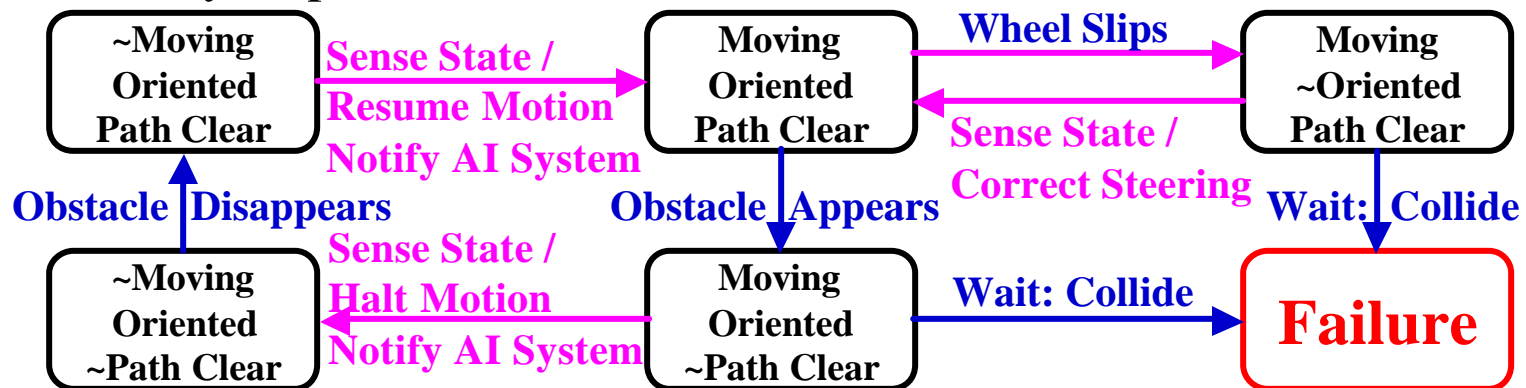 ~Moving
Oriented
Path Clear
Sense State /
Resume Motion
Notify AI System
Moving
Oriented
Path Clear
Wheel Slips
Sense State /
Correct Steering
Moving
~Oriented
Path Clear
Obstacle Disappears
Obstacle Appears
Wait: Collide
~Moving
Oriented
~Path Clear
Sense State /
Halt Motion
Notify AI System
Moving
Oriented
~Path Clear
Wait: Collide
Failure